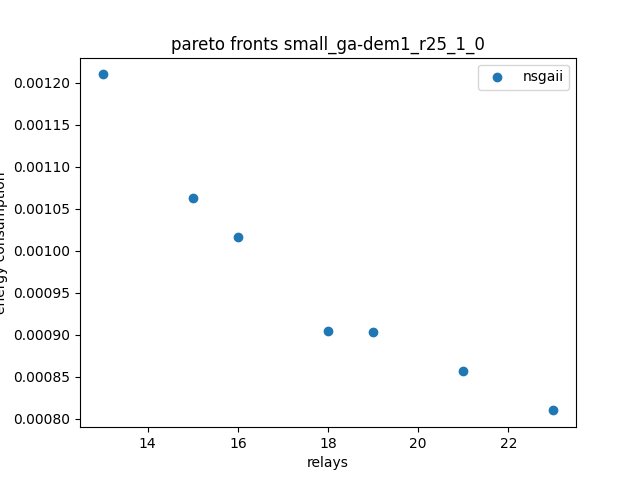 pareto fronts small_ga-dem1_r25_1_0
nsgaii
0.00120
0.00115
0.00110
0.00105
0.00100
0.00095
0.00090
0.00085
0.00080
energy consumption
14 16 18 20 22
relays